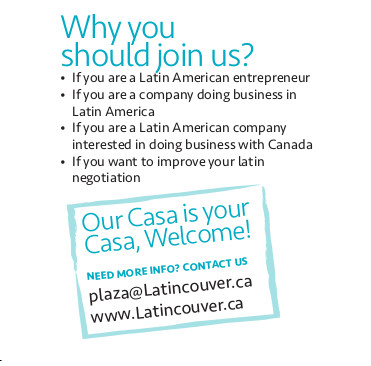 Why you
should join us?
• If you are a Latin American entrepreneur
• If you are a company doing business in
Latin America
• If you are a Latin American company
interested in doing business with Canada
• If you want to improve your latin
negotiation
Our Casa is your
Casa, Welcome!
NEED MORE INFO? CONTACT US
plaza@Latincouver.ca
www.Latincouver.ca